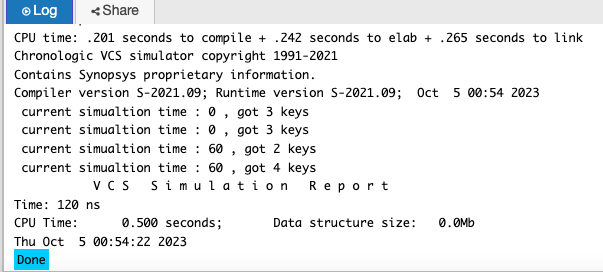 Log Share
CPU time: .201 seconds to compile + .242 seconds to elab + .265 seconds to link
Chronologic VCS simulator copyright 1991-2021
Contains Synopsys proprietary information.
Compiler version S-2021.09; Runtime version S-2021.09;  Oct  5 00:54 2023
current simualtion time : 0 , got 3 keys
current simualtion time : 0 , got 3 keys
current simualtion time : 60 , got 2 keys
current simualtion time : 60 , got 4 keys
V C S   S i m u l a t i o n   R e p o r t
Time: 120 ns
CPU Time:      0.500 seconds;       Data structure size:   0.0Mb
Thu Oct  5 00:54:22 2023
Done